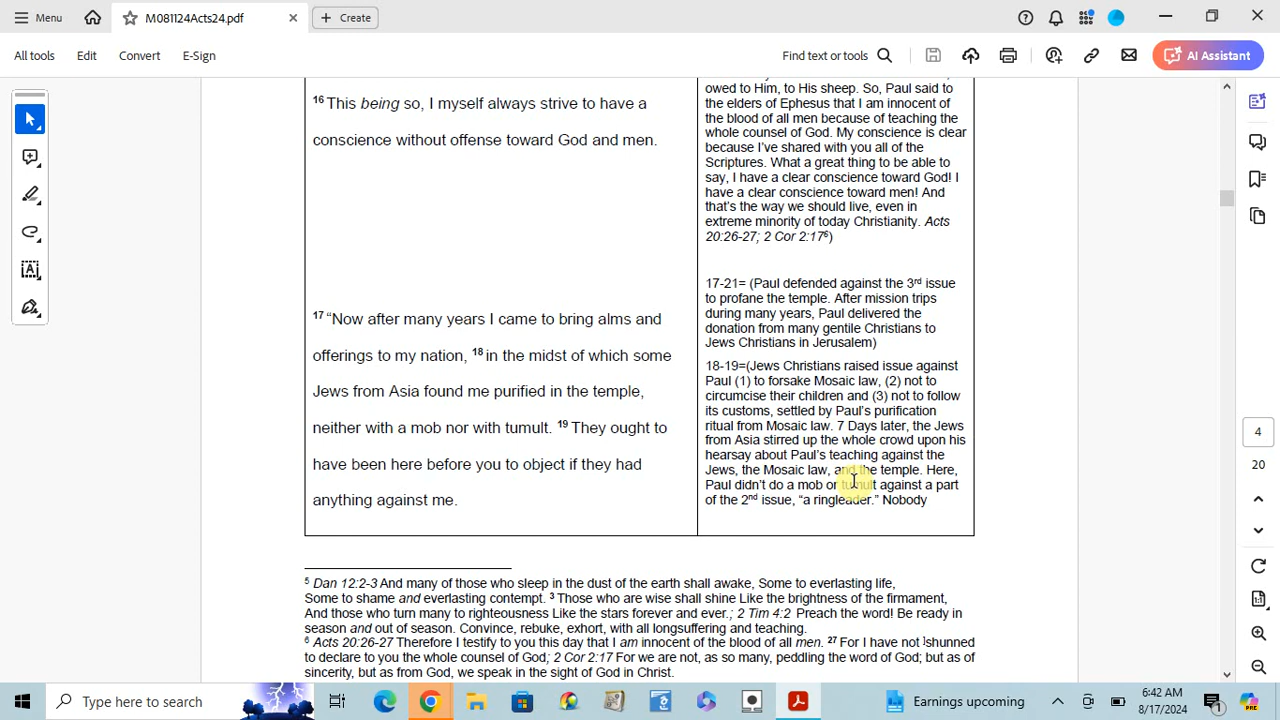 Menu
M081124Acts24.pdf
Create
All tools
Edit
Convert
E-Sign
Find text or tools
AI Assistant
16 This being so, I myself always strive to have a
conscience without offense toward God and men.
17 “Now after many years I came to bring alms and
offerings to my nation, 18 in the midst of which some
Jews from Asia found me purified in the temple,
neither with a mob nor with tumult. 19 They ought to
have been here before you to object if they had
anything against me.
owed to Him, to His sheep. So, Paul said to
the elders of Ephesus that I am innocent of
the blood of all men because of teaching the
whole counsel of God. My conscience is clear
because I’ve shared with you all of the
Scriptures. What a great thing to be able to
say, I have a clear conscience toward God! I
have a clear conscience toward men! And
that’s the way we should live, even in
extreme minority of today Christianity. Acts
20:26-27; 2 Cor 2:17 6)
17-21= (Paul defended against the 3rd issue
to profane the temple. After mission trips
during many years, Paul delivered the
donation from many gentile Christians to
Jews Christians in Jerusalem)
18-19=(Jews Christians raised issue against
Paul (1) to forsake Mosaic law, (2) not to
circumcise their children and (3) not to follow
its customs, settled by Paul’s purification
ritual from Mosaic law. 7 Days later, the Jews
from Asia stirred up the whole crowd upon his
hearsay about Paul’s teaching against the
Jews, the Mosaic law, and the temple. Here,
Paul didn’t do a mob or tumult against a part
of the 2nd issue, “a ringleader.” Nobody
5 Dan 12:2-3 And many of those who sleep in the dust of the earth shall awake, Some to everlasting life,
Some to shame and everlasting contempt. 3 Those who are wise shall shine Like the brightness of the firmament,
And those who turn many to righteousness Like the stars forever and ever.; 2 Tim 4:2 Preach the word! Be ready in
season and out of season. Convince, rebuke, exhort, with all longsuffering and teaching.
6 Acts 20:26-27 Therefore I testify to you this day that I am innocent of the blood of all men. 27 For I have not shunned
to declare to you the whole counsel of God; 2 Cor 2:17 For we are not, as so many, peddling the word of God; but as of
sincerity, but as from God, we speak in the sight of God in Christ.
4
20
Type here to search
Earnings upcoming
6:42 AM
8/17/2024
1